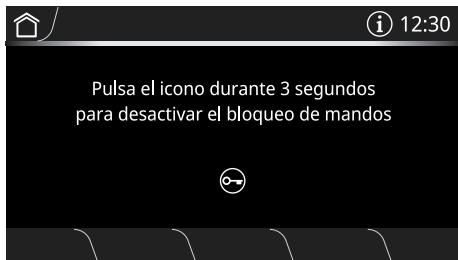 12:30
Pulsa el icono durante 3 segundos
para desactivar el bloqueo de mandos